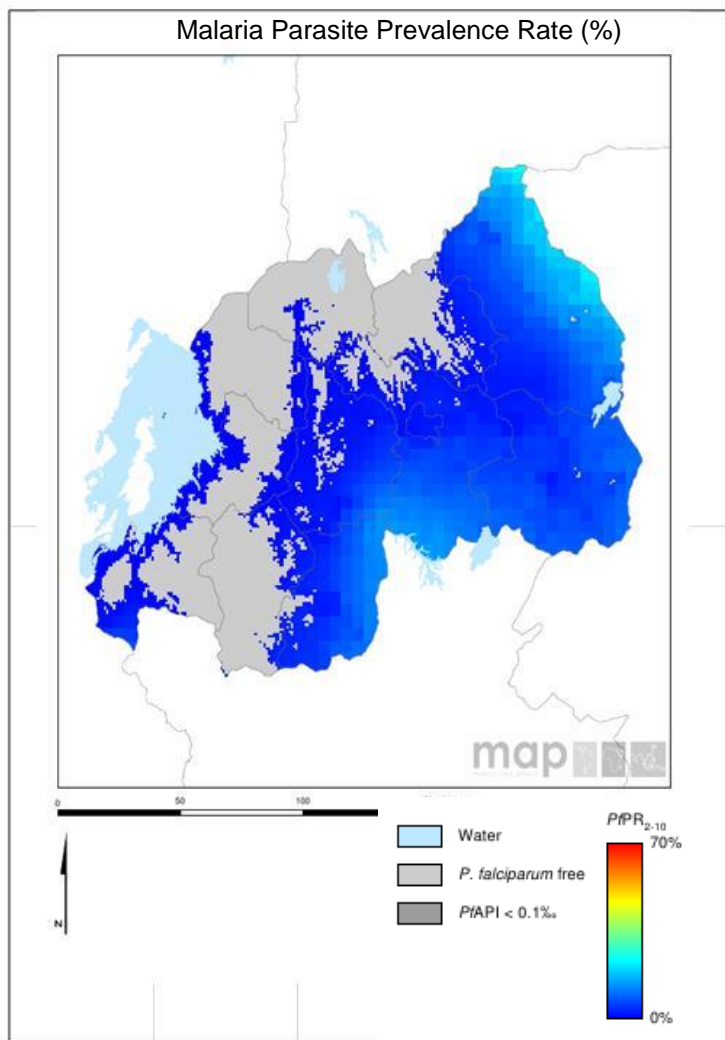 Malaria Parasite Prevalence Rate (%)
map
0 50 100
Water
P. falciparum free
PfAPI < 0.1‰
PfPR2-10
70%
0%
N